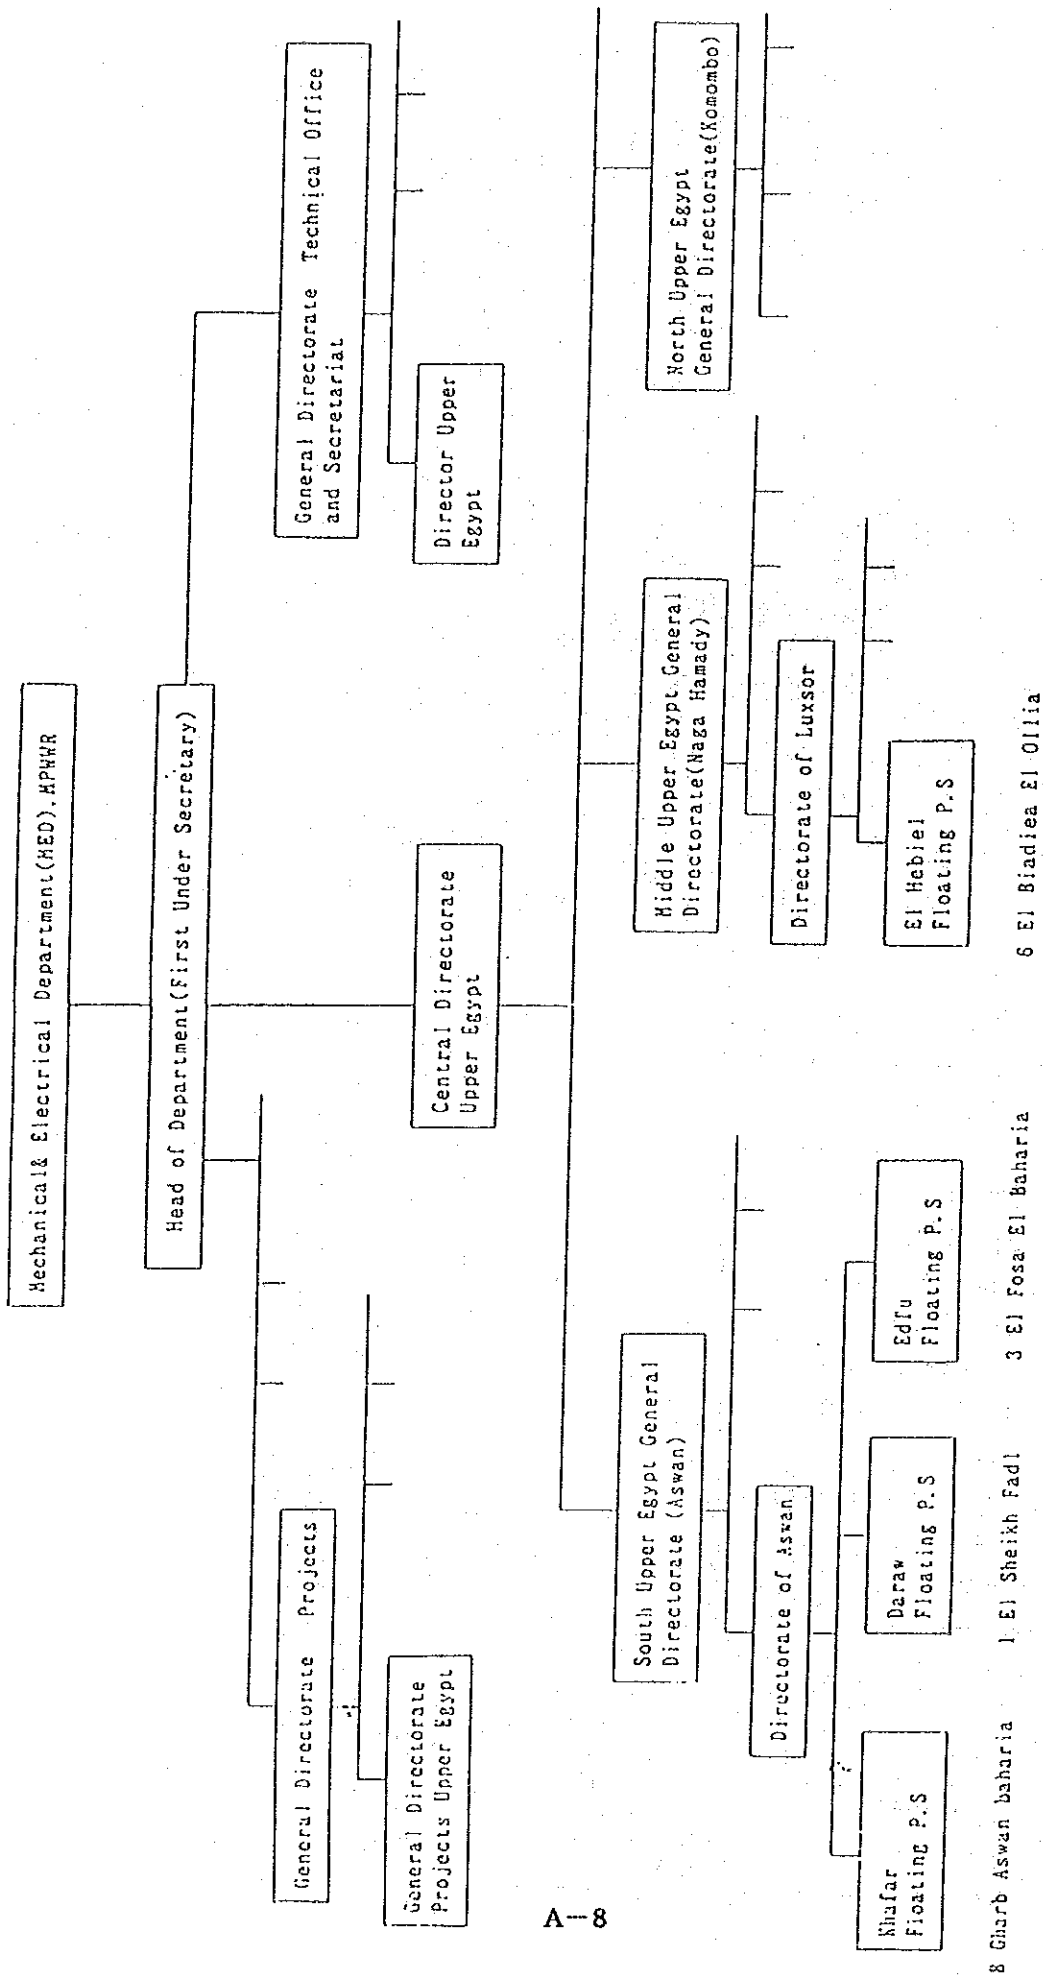 Mechanical& Electrical Department(MED).MPWWR
Head of Department(First Under Secretary)
General Directorate Projects
General Directorate
Projects Upper Egypt
General Directorate Technical Office
and Secretariat
Director Upper
Egypt
Central Directorate
Upper Egypt
South Upper Egypt General
Directorate (Aswan)
Middle Upper Egypt General
Directorate(Naga Hamady)
North Upper Egypt
General Directorate(Komombo)
Directorate of Aswan
Directorate of Luxsor
Khafar
Floating P.S
Daraw
Floating P.S
Edfu
Floating P.S
El Hebiel
Floating P.S
8 Gharb Aswan baharia
1 El Sheikh Fadl
3 El Fosa El Baharia
6 El Biadiea El Ollia
A-8